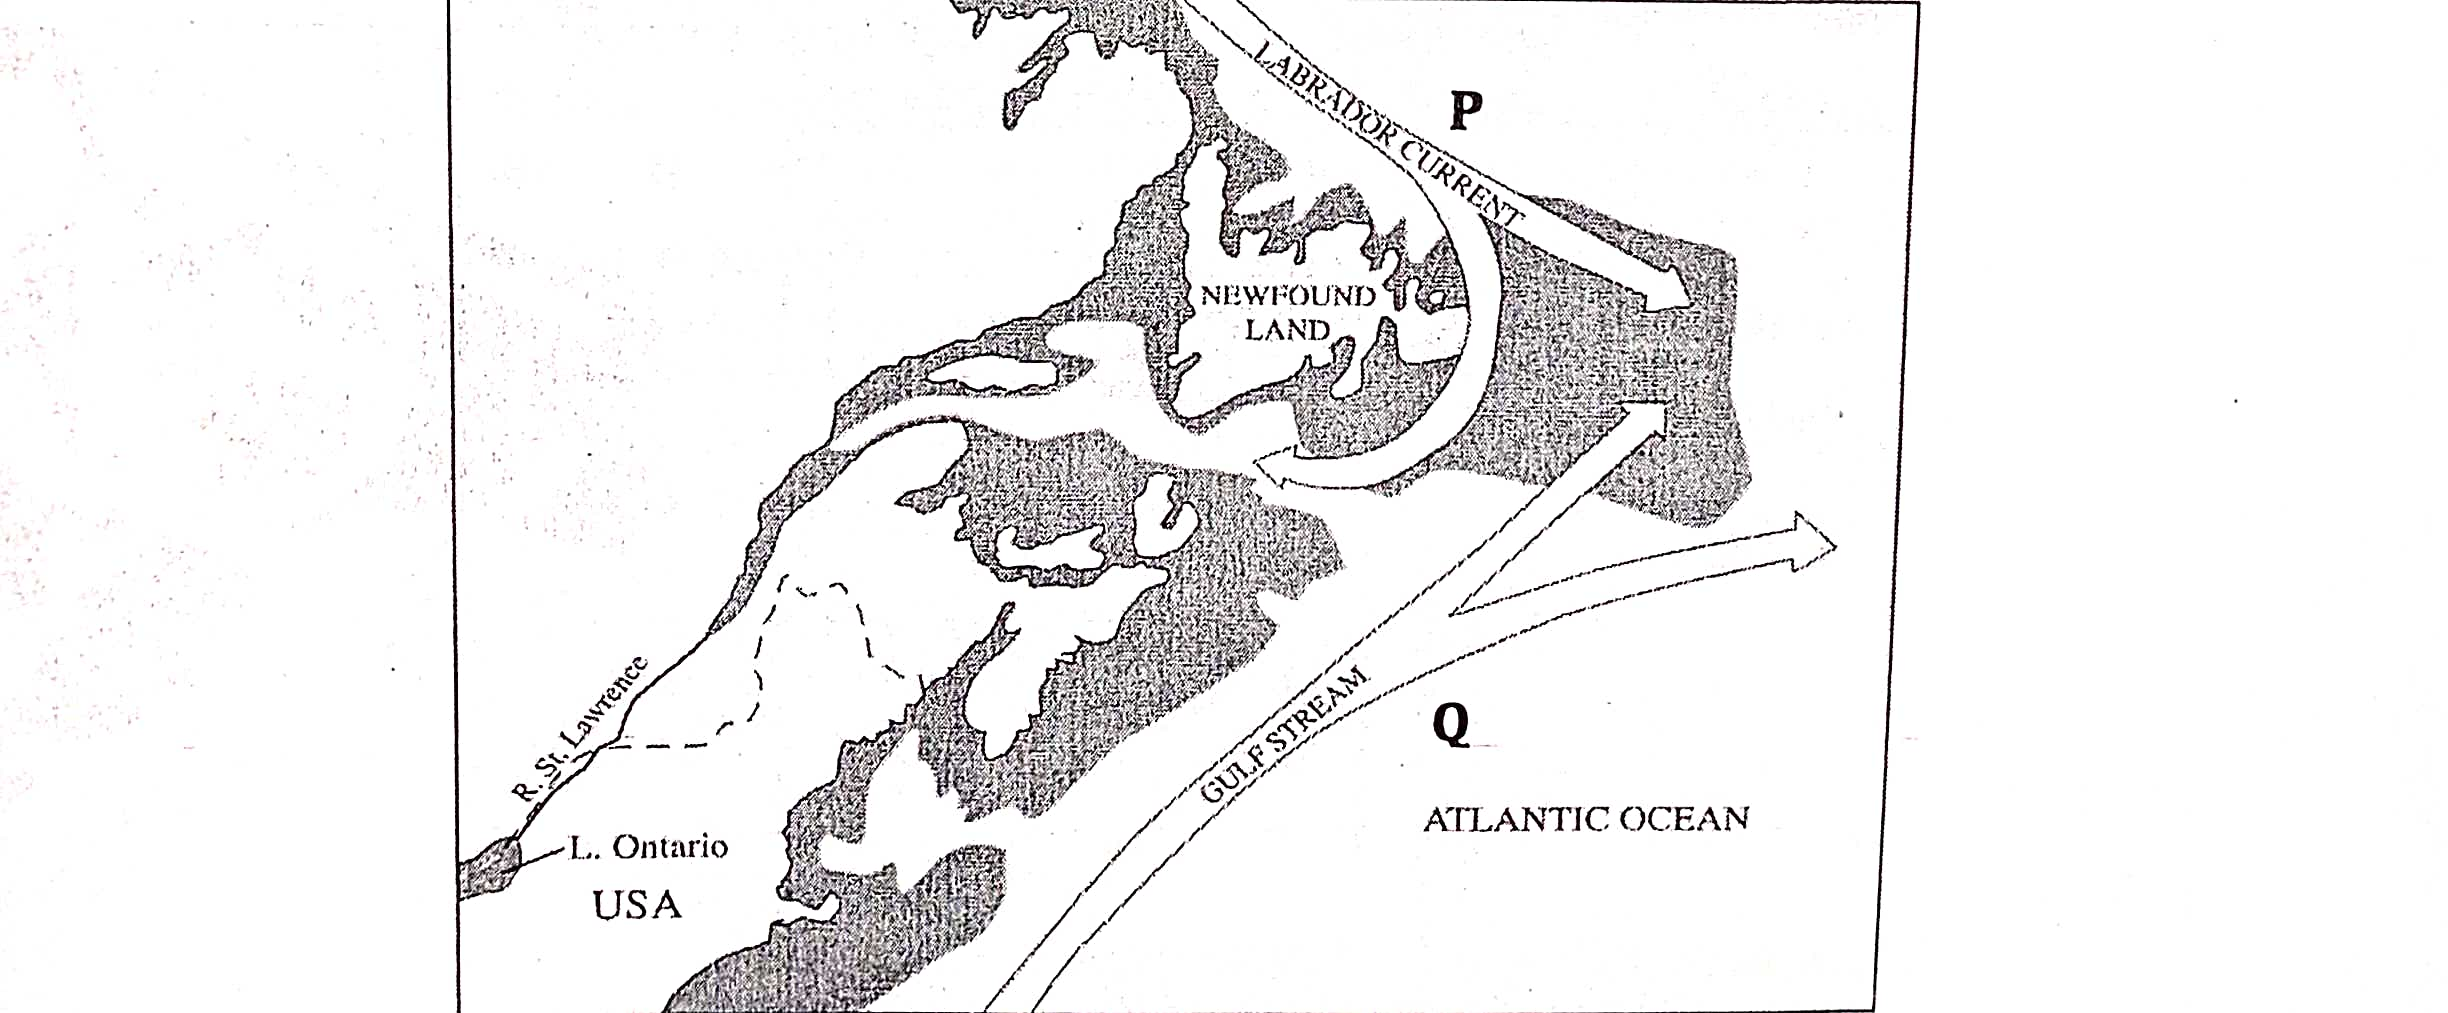 LABRADOR CURRENT
P
NEWFOUND
LAND
R. St. Lawrence
GULF STREAM
Q
ATLANTIC OCEAN
L. Ontario
USA